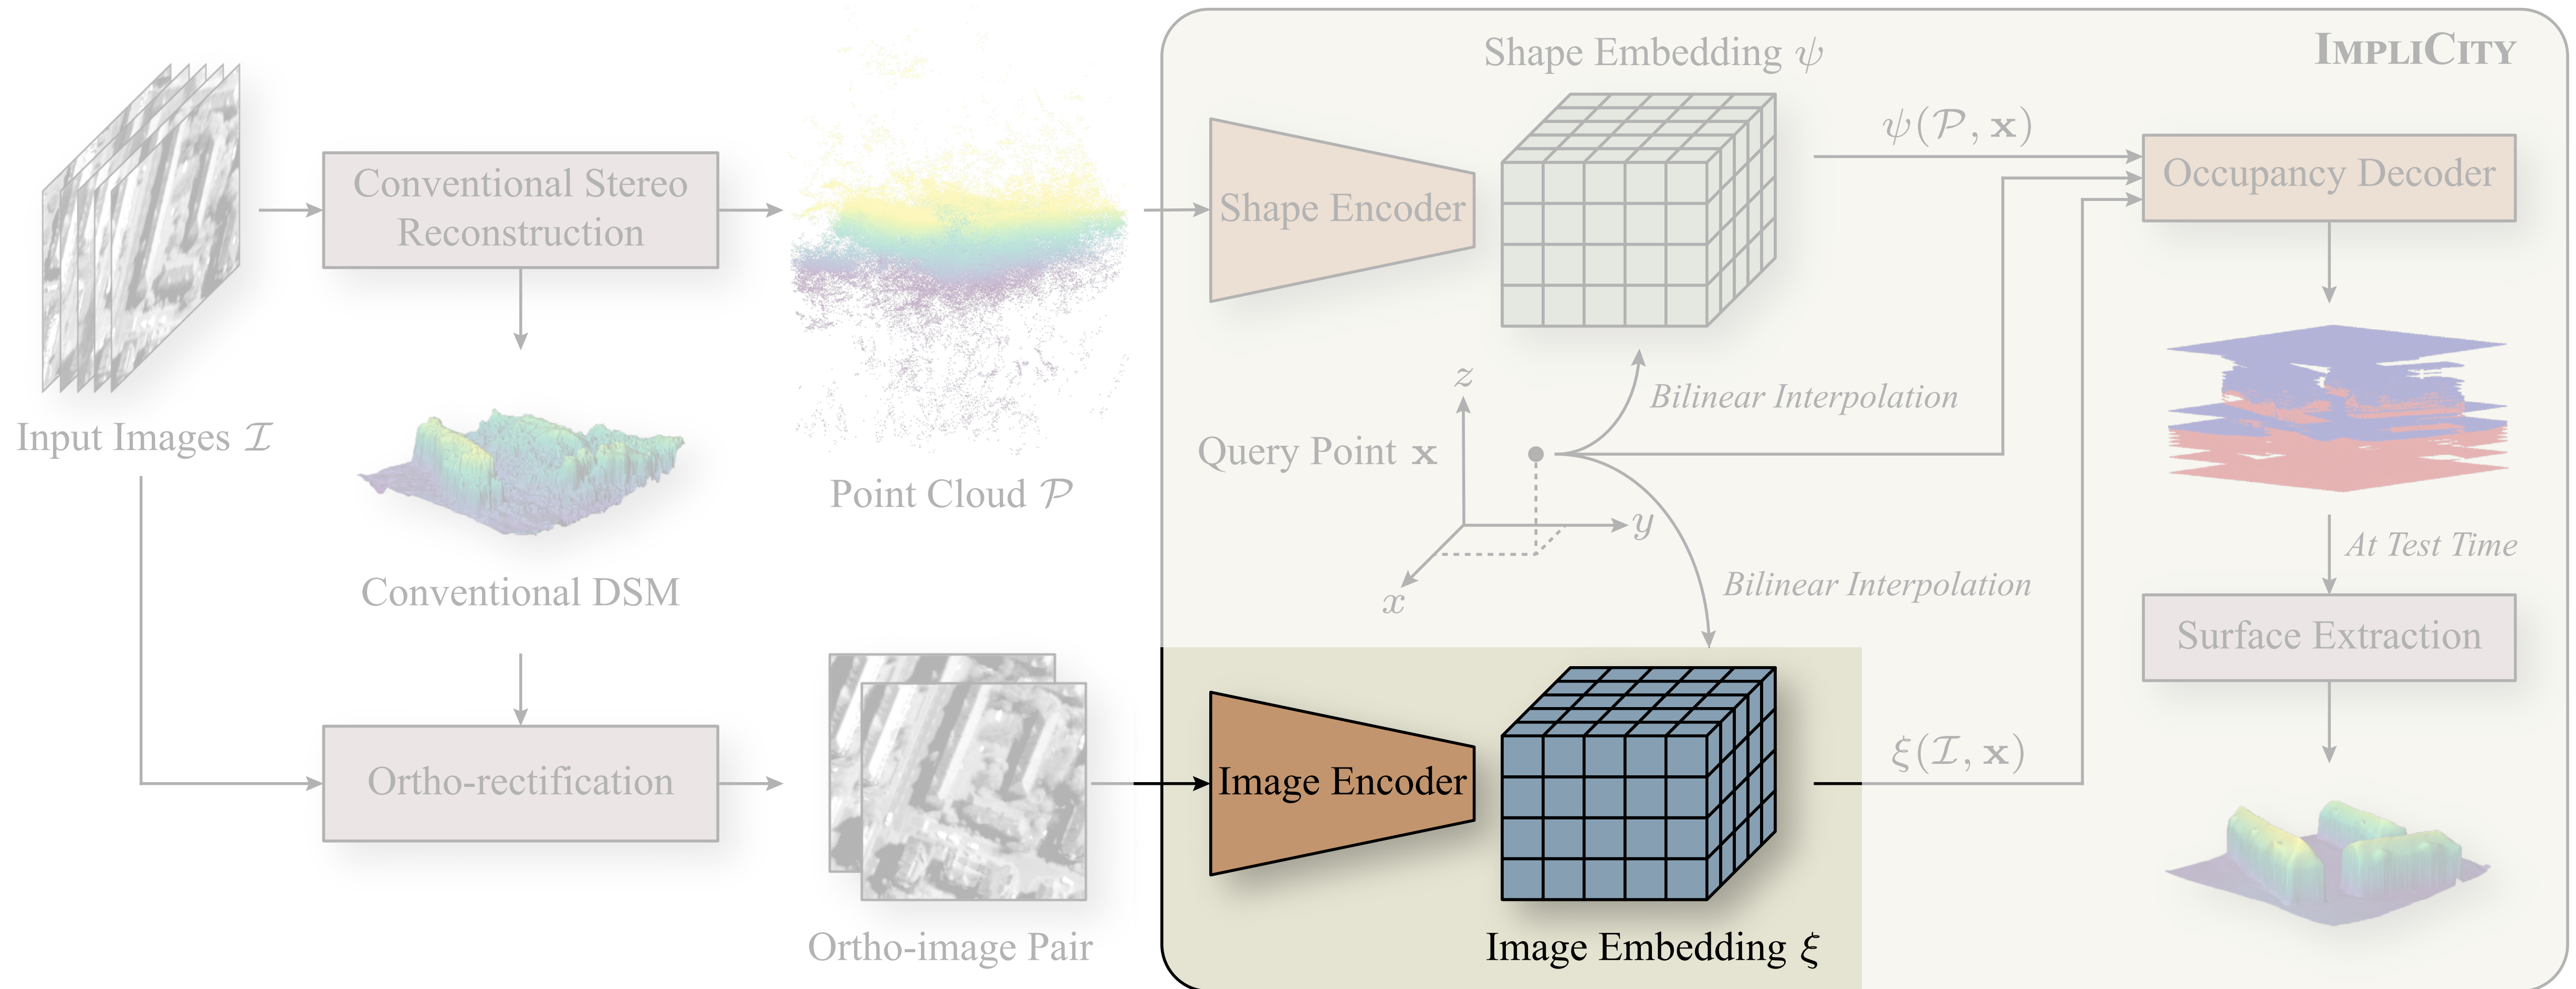 IMPLICITY
Shape Embedding ψ
ψ(𝒫, 𝐱)
Conventional Stereo
Reconstruction
Shape Encoder
Occupancy Decoder
Input Images ℐ
Point Cloud 𝒫
z
Bilinear Interpolation
Query Point 𝐱
y
x
At Test Time
Conventional DSM
Bilinear Interpolation
Surface Extraction
Ortho-rectification
Image Encoder
ξ(ℐ, 𝐱)
Ortho-image Pair
Image Embedding ξ